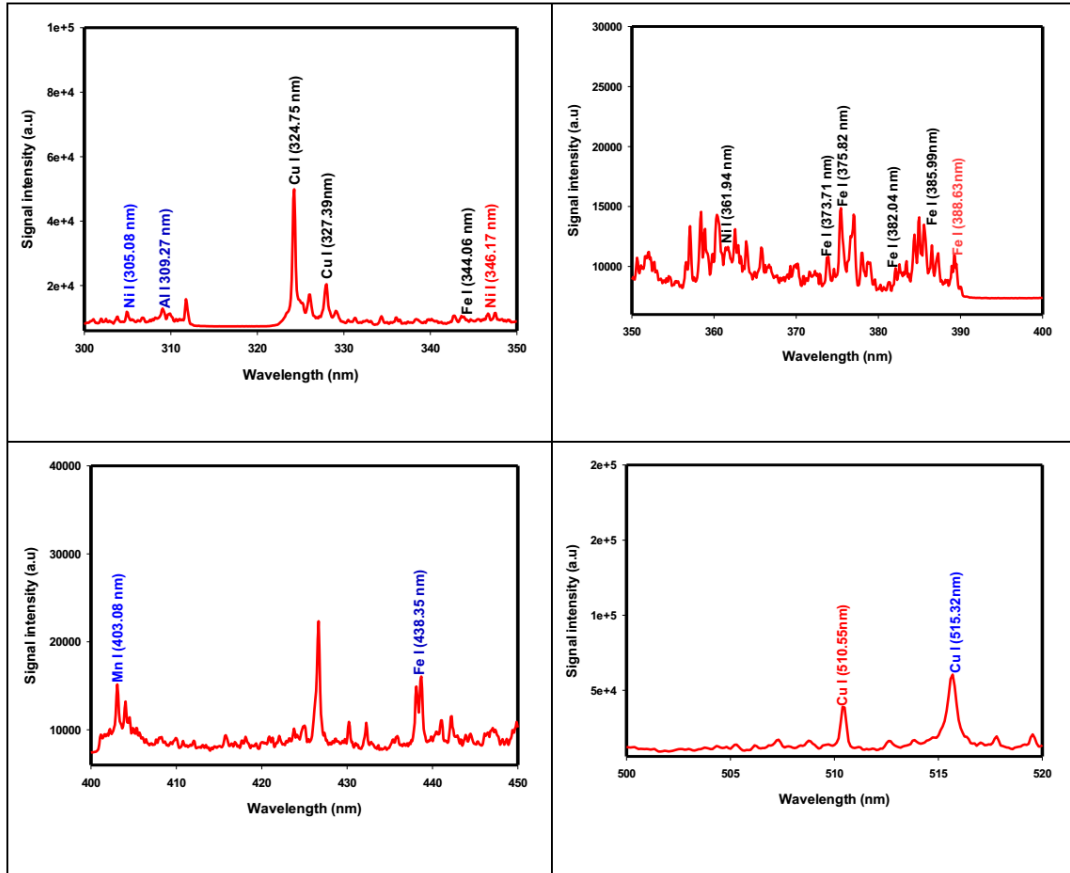 1e+5
8e+4
6e+4
4e+4
2e+4
Signal intensity (a.u)
Ni I (305.08 nm)
Al I 309.27 nm)
Cu I (324.75 nm)
Cu I (327.39nm)
Fe I (344.06 nm)
Ni I (346.17 nm)
300 310 320 330 340 350
Wavelength (nm)
30000
25000
20000
15000
10000
Signal intensity (a.u)
Ni I (361.94 nm)
Fe I (373.71 nm)
Fe I (375.82 nm)
Fe I (382.04 nm)
Fe I (385.99nm)
Fe I (388.63nm)
350 360 370 380 390 400
Wavelength (nm)
40000
30000
20000
10000
Signal intensity (a.u)
Mn I (403.08 nm)
Fe I (438.35 nm)
400 410 420 430 440 450
Wavelength (nm)
2e+5
2e+5
1e+5
5e+4
Signal intensity (a.u)
Cu I (510.55nm)
Cu I (515.32nm)
500 505 510 515 520
Wavelength (nm)